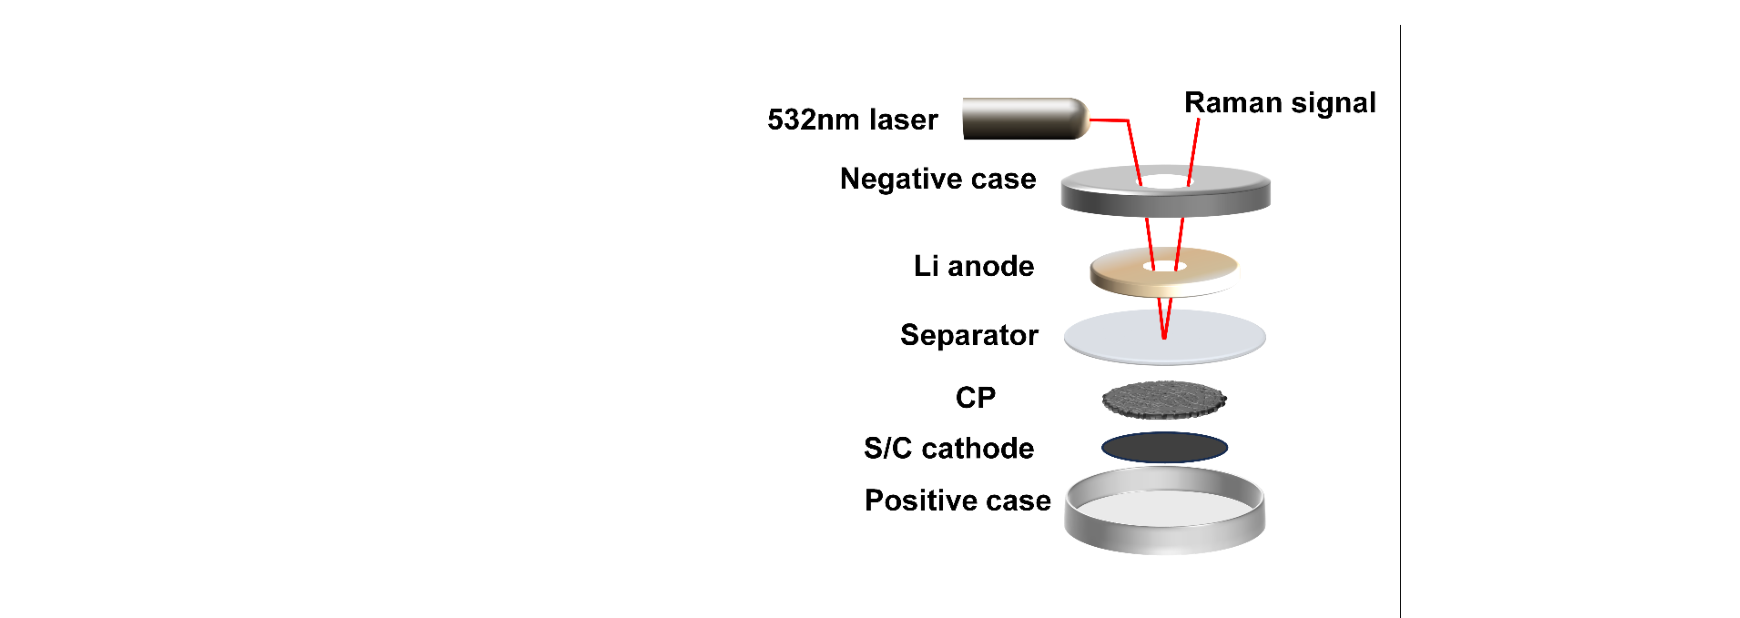 Raman signal
532nm laser
Negative case
Li anode
Separator
CP
S/C cathode
Positive case